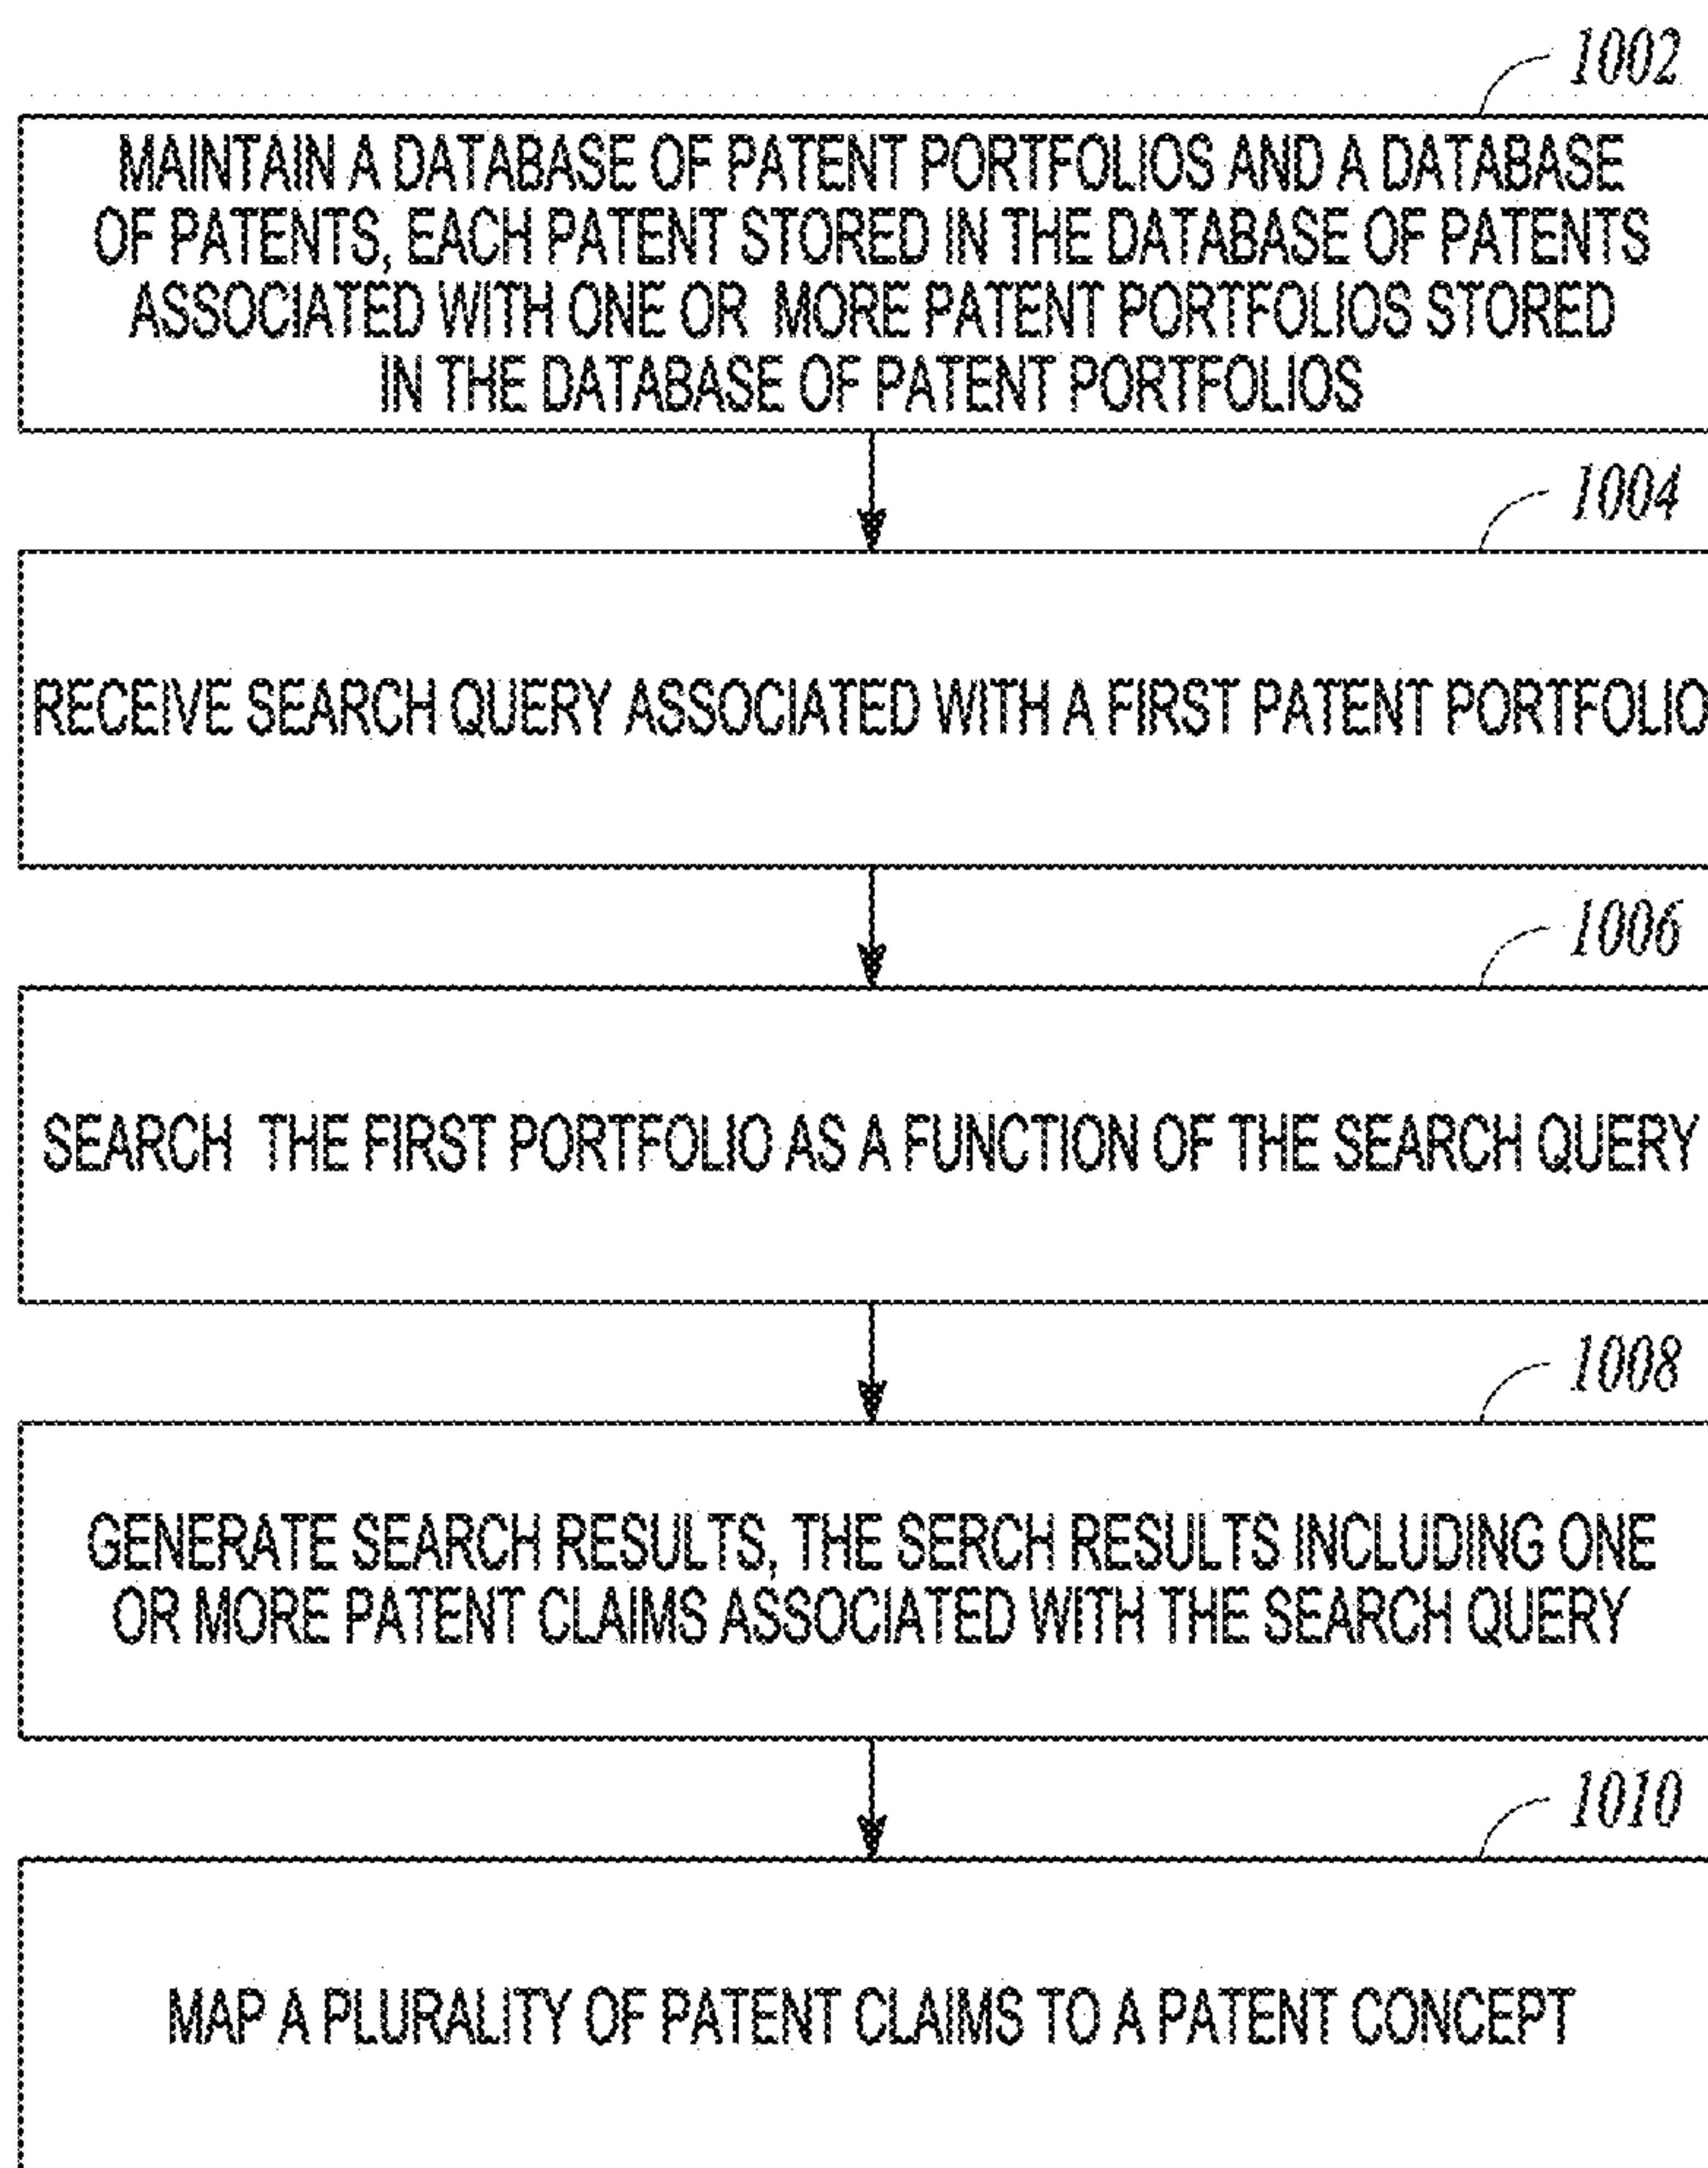 1002
MAINTAIN A DATABASE OF PATENT PORTFOLIOS AND A DATABASE
OF PATENTS, EACH PATENT STORED IN THE DATABASE OF PATENTS
ASSOCIATED WITH ONE OR MORE PATENT PORTFOLIOS STORED
IN THE DATABASE OF PATENT PORTFOLIOS
1004
RECEIVE SEARCH QUERY ASSOCIATED WITH A FIRST PATENT PORTFOLIO
1006
SEARCH THE FIRST PORTFOLIO AS A FUNCTION OF THE SEARCH QUERY
1008
GENERATE SEARCH RESULTS, THE SERCH RESULTS INCLUDING ONE
OR MORE PATENT CLAIMS ASSOCIATED WITH THE SEARCH QUERY
1010
MAP A PLURALITY OF PATENT CLAIMS TO A PATENT CONCEPT